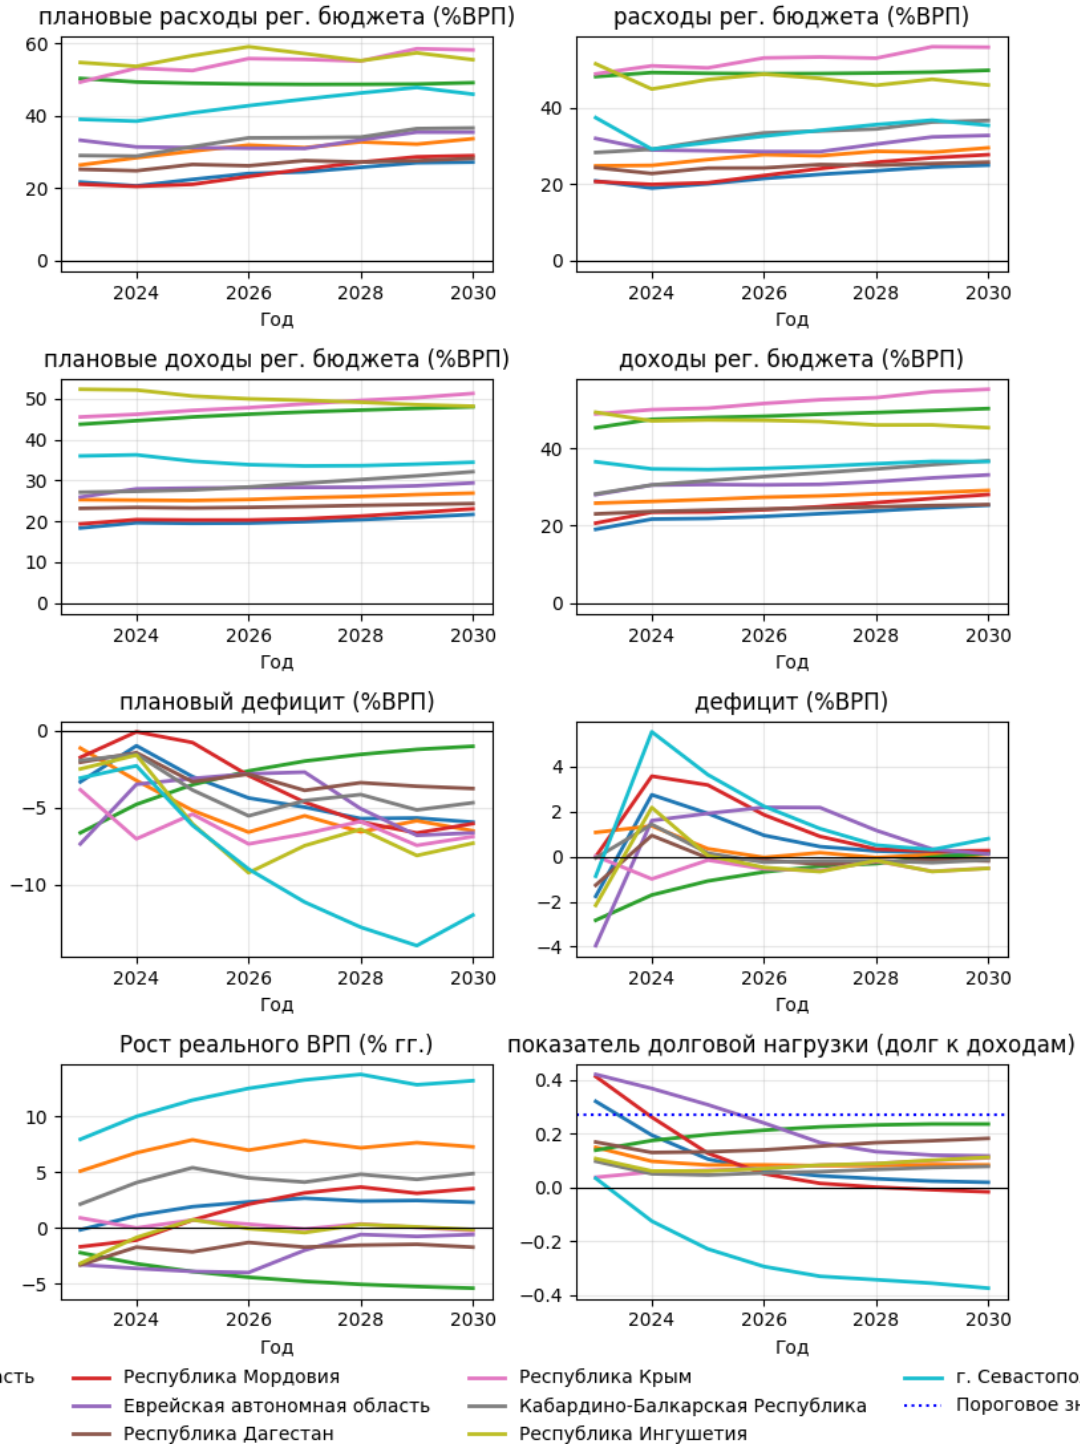 плановые расходы рег. бюджета (%ВРП)
60
40
20
0
2024 2026 2028 2030
Год
расходы рег. бюджета (%ВРП)
40
20
0
2024 2026 2028 2030
Год
плановые доходы рег. бюджета (%ВРП)
50
40
30
20
10
0
2024 2026 2028 2030
Год
доходы рег. бюджета (%ВРП)
40
20
0
2024 2026 2028 2030
Год
плановый дефицит (%ВРП)
0
−5
−10
2024 2026 2028 2030
Год
дефицит (%ВРП)
4
2
0
−2
−4
2024 2026 2028 2030
Год
Рост реального ВРП (% гг.)
10
5
0
−5
2024 2026 2028 2030
Год
показатель долговой нагрузки (долг к доходам)
0.4
0.2
0.0
−0.2
−0.4
2024 2026 2028 2030
Год
Республика Мордовия
Еврейская автономная область
Республика Дагестан
Республика Крым
Кабардино-Балкарская Республика
Республика Ингушетия
г.
Пороговое